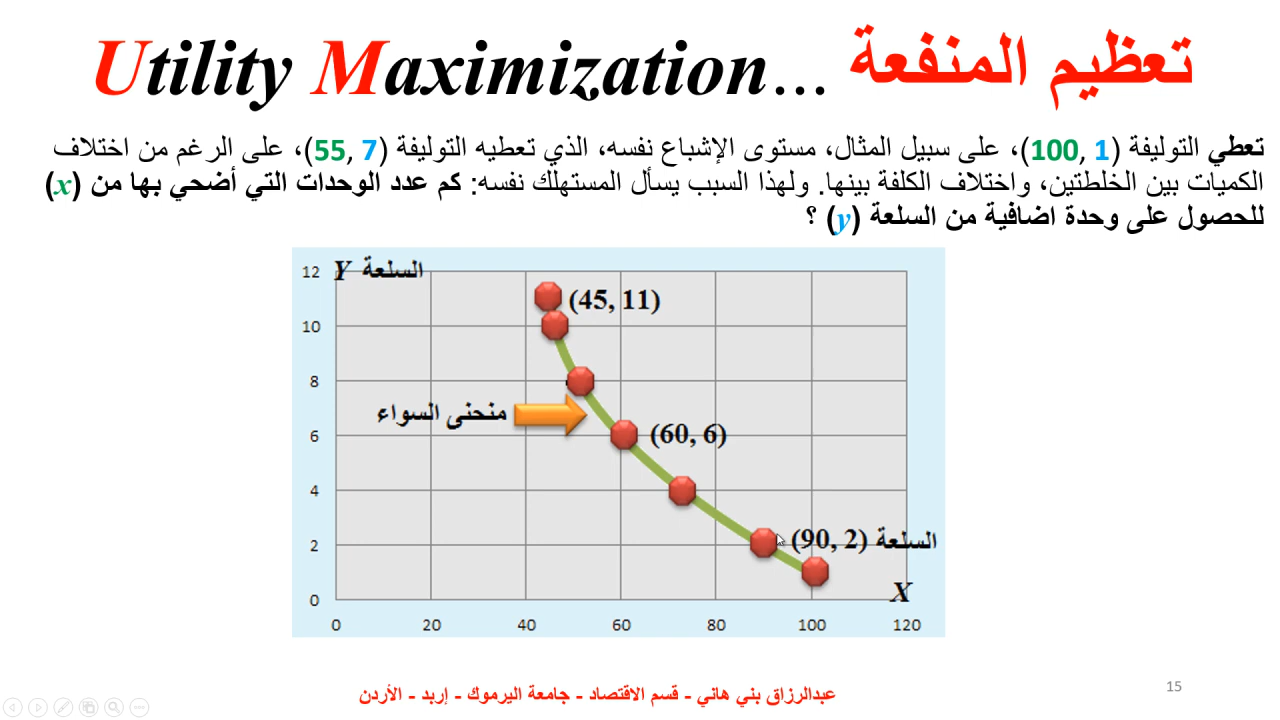 Utility Maximization... تعظيم المنفعة
تعطي التوليفة (100, 1)، على سبيل المثال، مستوى الإشباع نفسه، الذي تعطيه التوليفة (55, 7)، على الرغم من اختلاف
الكميات بين الخلطتين، واختلاف الكلفة بينها. ولهذا السبب يسأل المستهلك نفسه: كم عدد الوحدات التي أضحي بها من (x)
للحصول على وحدة اضافية من السلعة (y) ؟
السلعة Y
12
10
8
6
4
2
0
(45, 11)
منحنى السواء
(60, 6)
(90, 2)
السلعة
X
0 20 40 60 80 100 120
عبدالرزاق بني هاني - قسم الاقتصاد - جامعة اليرموك - إربد - الأردن
15